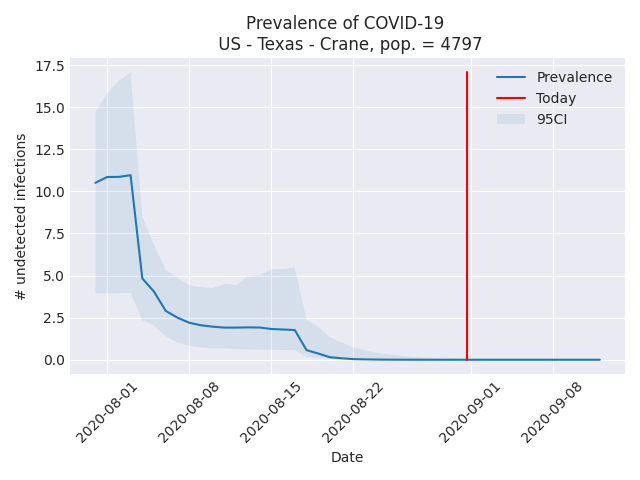 Prevalence of COVID-19
US - Texas - Crane, pop. = 4797
17.5
15.0
12.5
10.0
7.5
5.0
2.5
0.0
# undetected infections
Prevalence
Today
95CI
2020-08-01
2020-08-08
2020-08-15
2020-08-22
2020-09-01
2020-09-08
Date